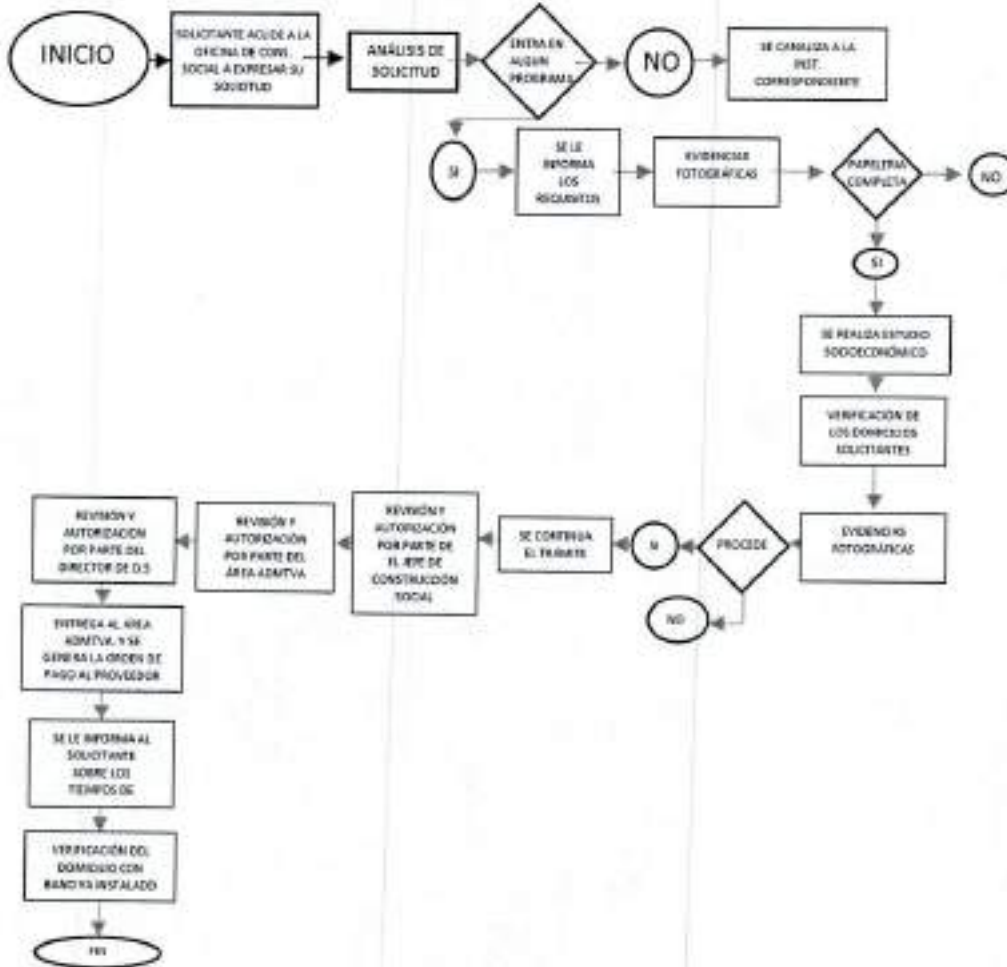 INICIO
SOLICITANTE ACUDE A LA
OFICINA DE CONS.
SOCIAL A EXPRESAR SU
SOLICITUD
ANÁLISIS DE
SOLICITUD
ENTRA EN
ALGUN
PROGRAMA
NO
SE CANALIZA A LA
INST.
CORRESPONDIENTE
SI
SE LE
INFORMA
LOS
REQUISITOS
EVIDENCIAS
FOTOGRÁFICAS
PAPELERIA
COMPLETA
NO
SI
SE REALIZA ESTUDIO
SOCIOECONÓMICO
VERIFICACIÓN DE
LOS DOMICILIOS
SOLICITANTES
EVIDENCIAS
FOTOGRÁFICAS
PROCEDE
SI
NO
SE CONTINUA
EL TRÁMITE
REVISIÓN Y
AUTORIZACIÓN
POR PARTE DE
EL JEFE DE
CONSTRUCCIÓN
SOCIAL
REVISIÓN Y
AUTORIZACIÓN
POR PARTE DEL
ÁREA ADMTVA
REVISIÓN Y
AUTORIZACION
POR PARTE DEL
DIRECTOR DE D.S
ENTREGA AL ÁREA
ADMTVA. Y SE
GENERA LA ORDEN DE
PAGO AL PROVEEDOR
SE LE INFORMA AL
SOLICITANTE
SOBRE LOS
TIEMPOS DE
VERIFICACIÓN DEL
DOMICILIO CON
BAÑO YA INSTALADO
FIN